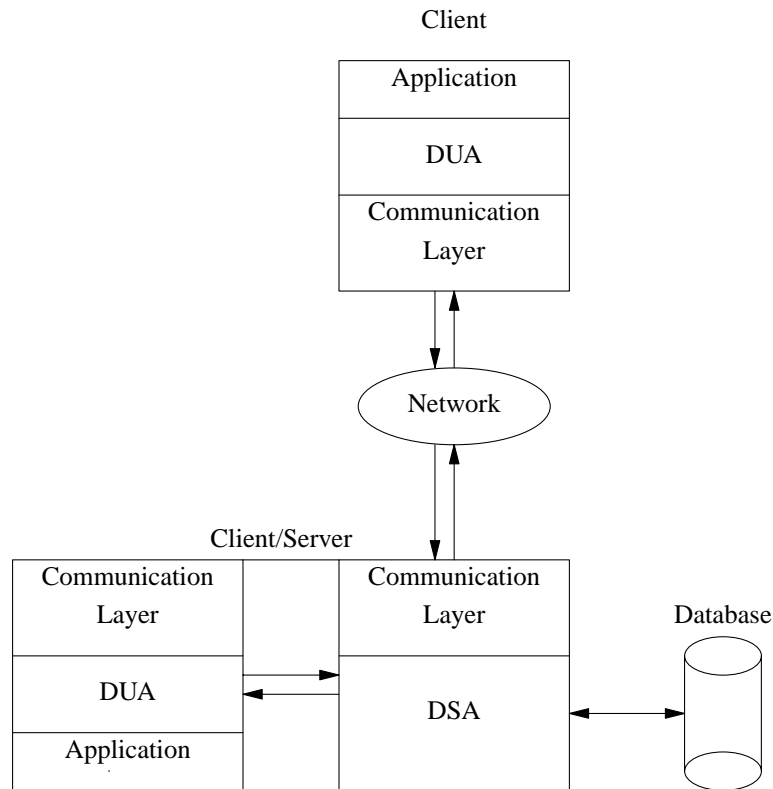 Client
Application
DUA
Communication
Layer
Network
Client/Server
Communication
Layer
DUA
Application
Communication
Layer
DSA
Database